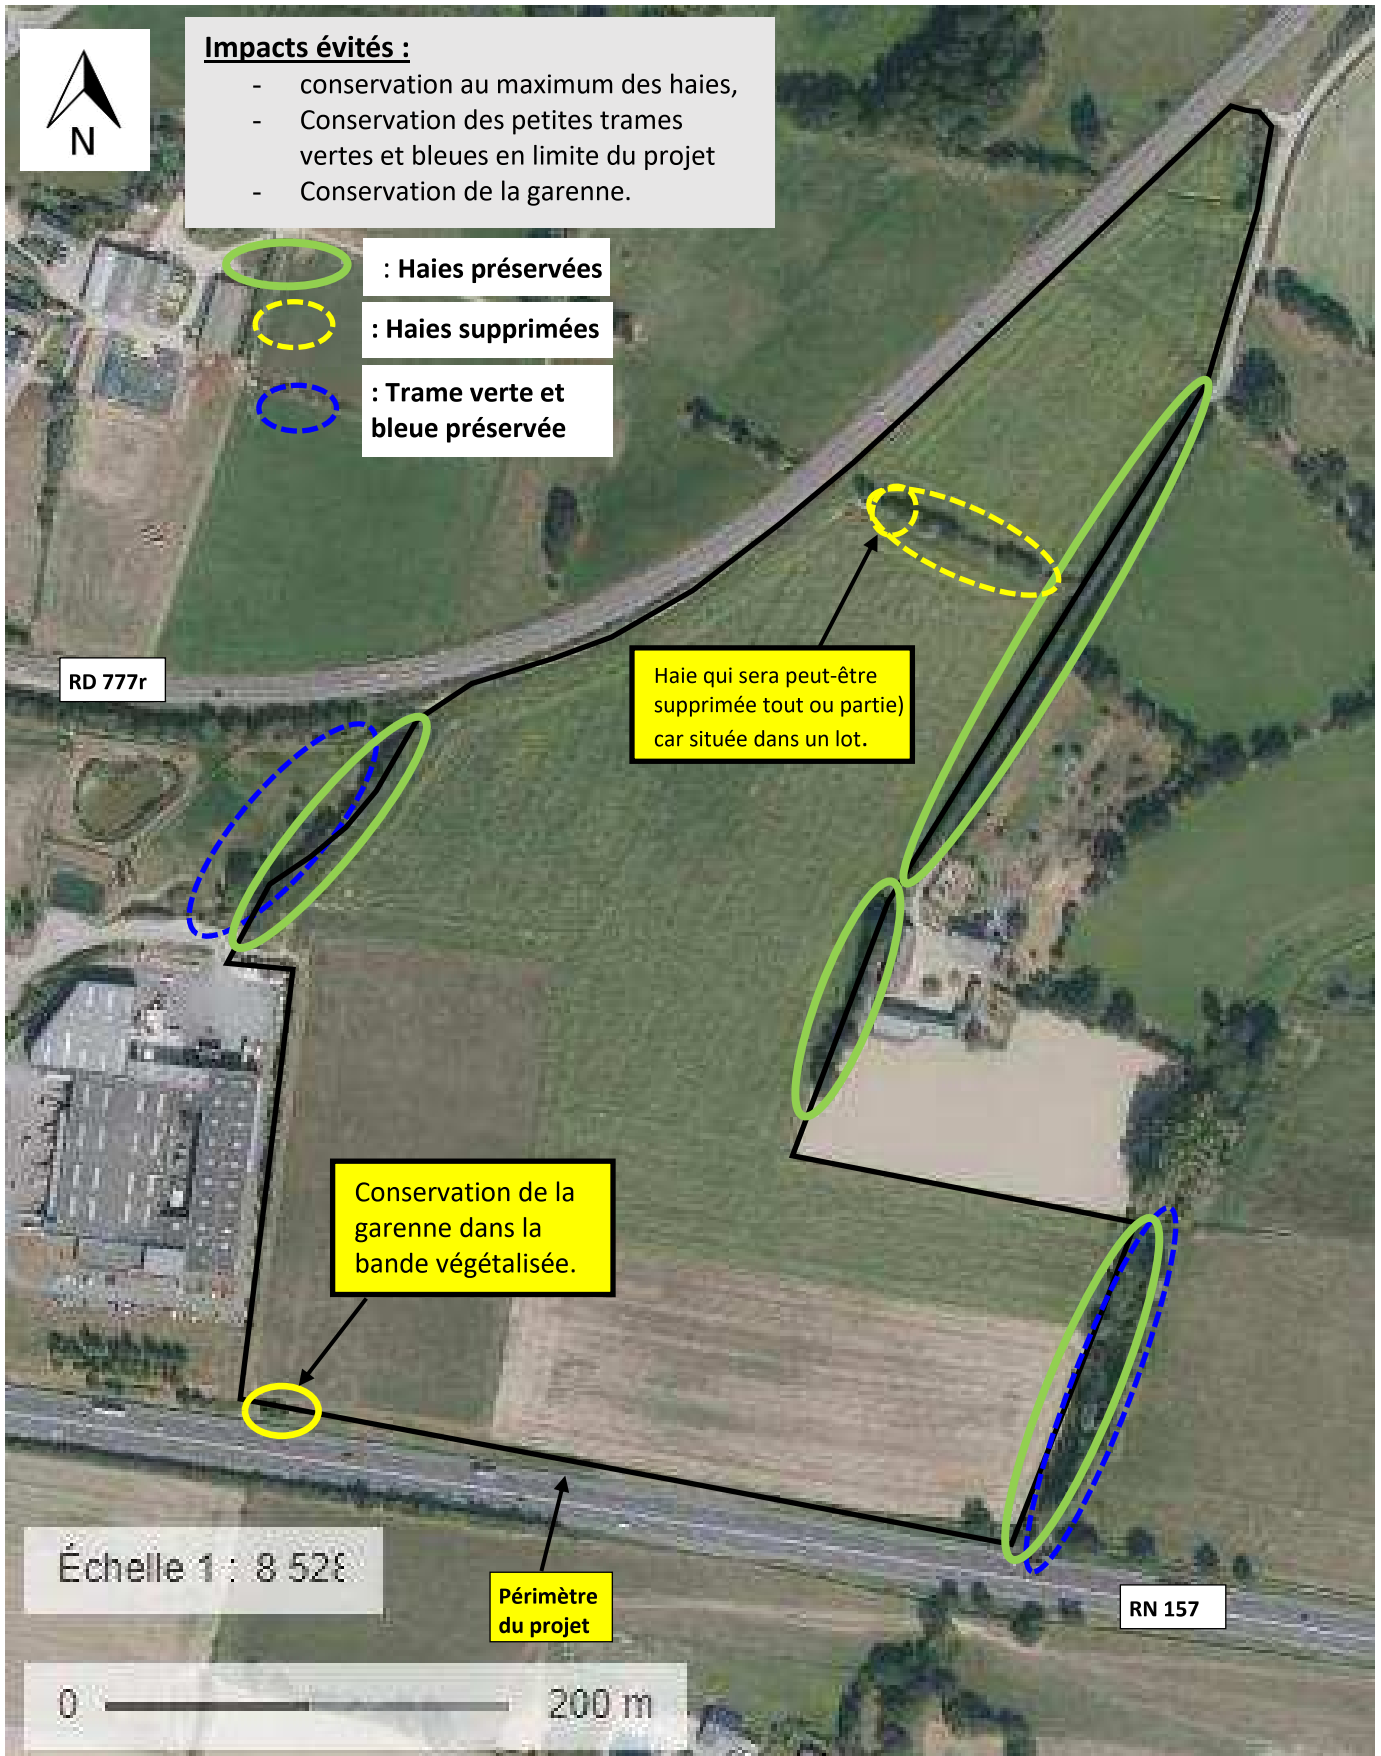 Impacts évités :
- conservation au maximum des haies,
- Conservation des petites trames
vertes et bleues en limite du projet
- Conservation de la garenne.
N
: Haies préservées
: Haies supprimées
: Trame verte et
bleue préservée
RD 777r
Haie qui sera peut-être
supprimée tout ou partie)
car située dans un lot.
Conservation de la
garenne dans la
bande végétalisée.
Échelle 1 : 8 528
Périmètre
du projet
RN 157
0 200 m